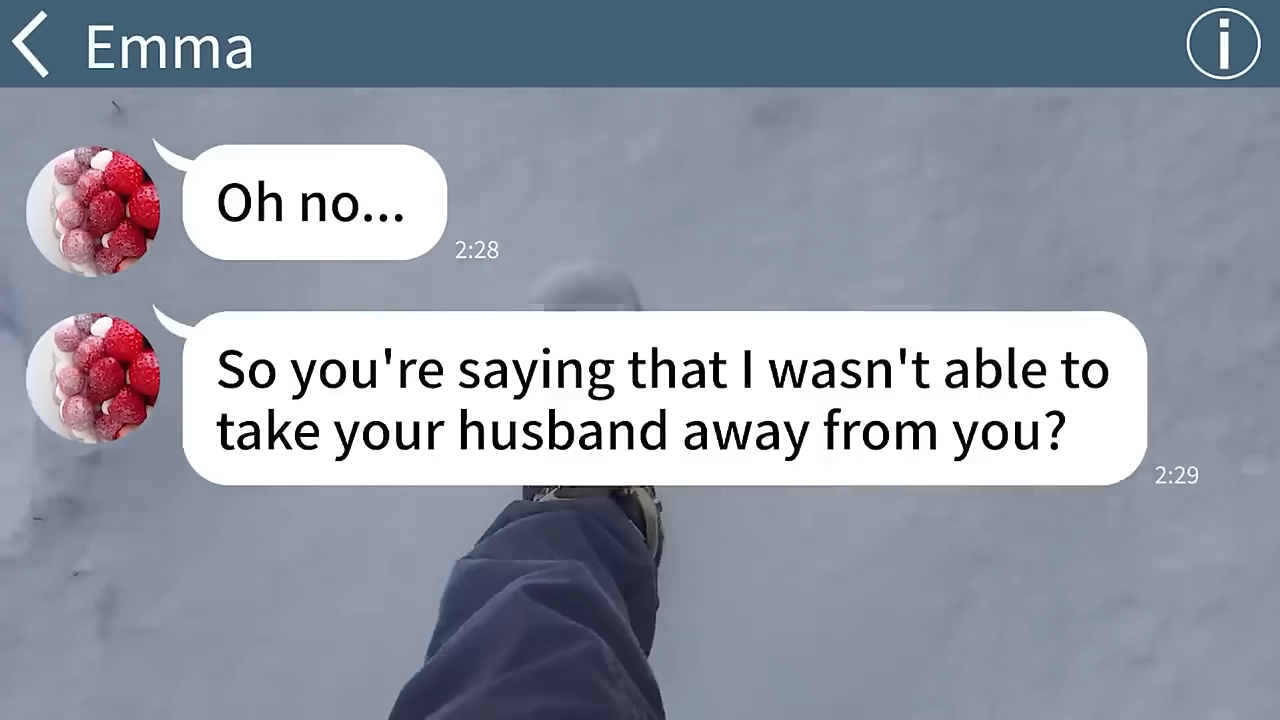 Emma
Oh no...
2:28
So you're saying that I wasn't able to
take your husband away from you?
2:29